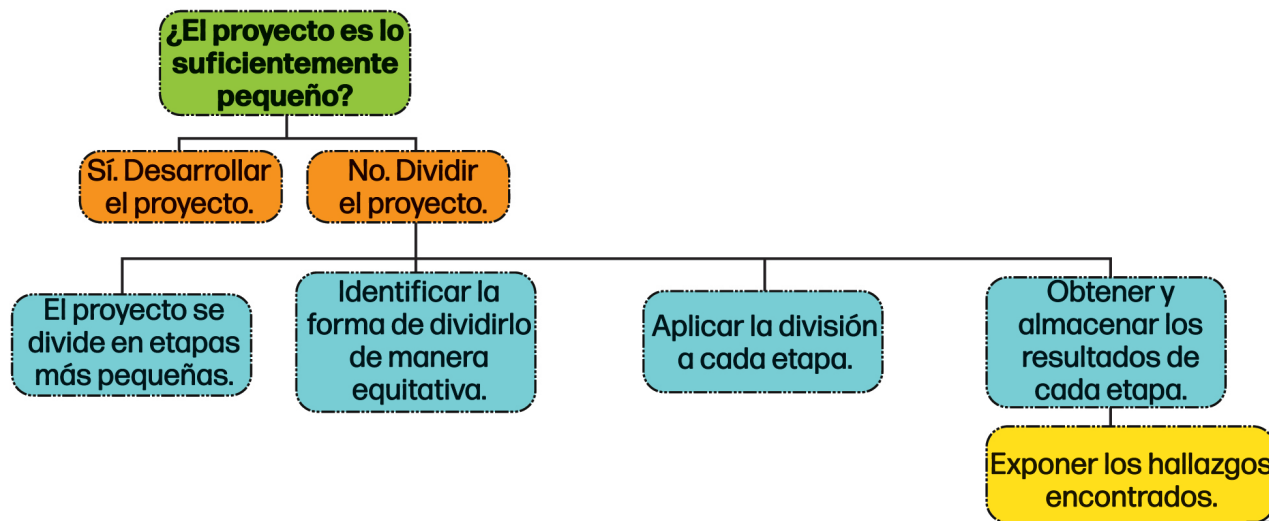 ¿El proyecto es lo
suficientemente
pequeño?
Sí. Desarrollar
el proyecto.
No. Dividir
el proyecto.
El proyecto se
divide en etapas
más pequeñas.
Identificar la
forma de dividirlo
de manera
equitativa.
Aplicar la división
a cada etapa.
Obtener y
almacenar los
resultados de
cada etapa.
Exponer los hallazgos
encontrados.